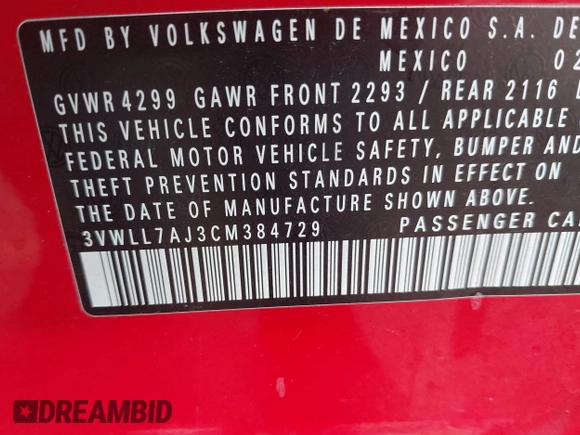 MFD BY VOLKSWAGEN DE MEXICO S.A. DE
MEXICO 02
GVWR 4299 GAWR FRONT 2293 / REAR 2116
THIS VEHICLE CONFORMS TO ALL APPLICABLE
FEDERAL MOTOR VEHICLE SAFETY, BUMPER AND
THEFT PREVENTION STANDARDS IN EFFECT ON
THE DATE OF MANUFACTURE SHOWN ABOVE.
3VWLL7AJ3CM384729 PASSENGER CA
DREAMBID